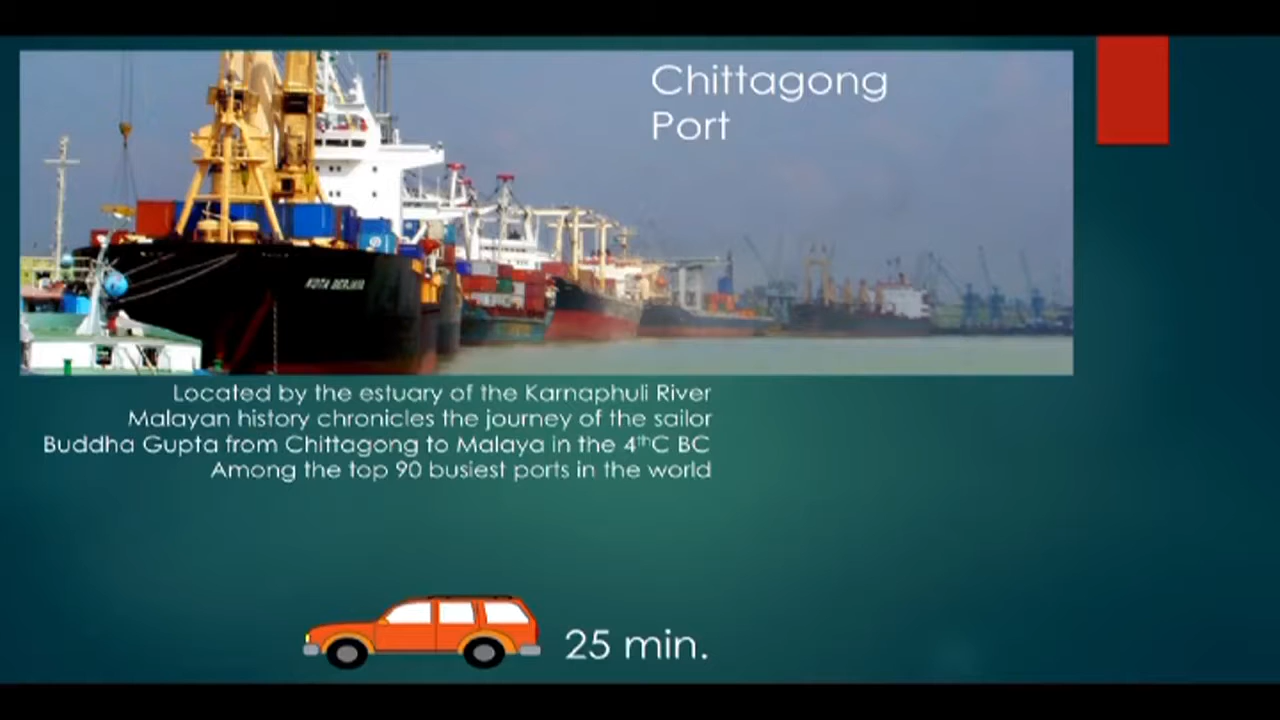 Chittagong
Port
KOTA BERJAYA
Located by the estuary of the Karnaphuli River
Malayan history chronicles the journey of the sailor
Buddha Gupta from Chittagong to Malaya in the 4thC BC
Among the top 90 busiest ports in the world
25 min.